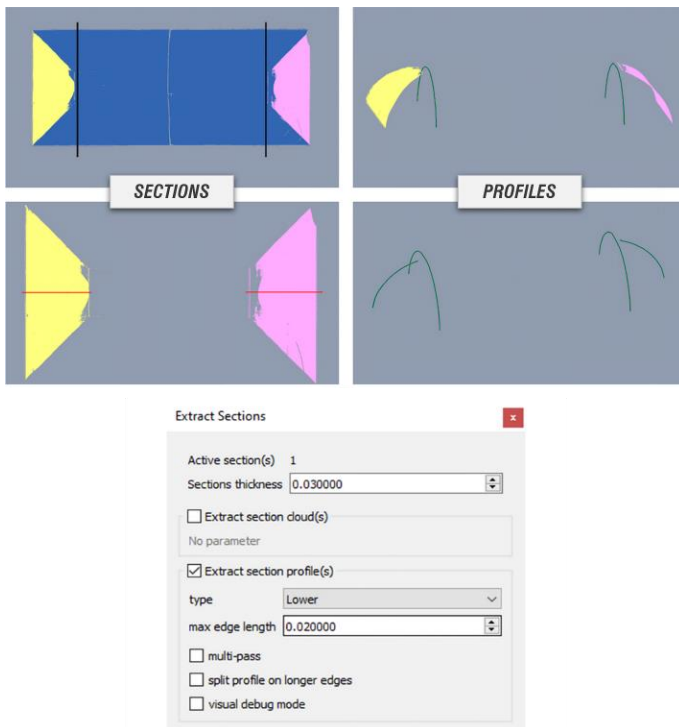 SECTIONS
PROFILES
Extract Sections
x
Active section(s) 1
Sections thickness 0.030000
Extract section cloud(s)
No parameter
Extract section profile(s)
type Lower
max edge length 0.020000
multi-pass
split profile on longer edges
visual debug mode